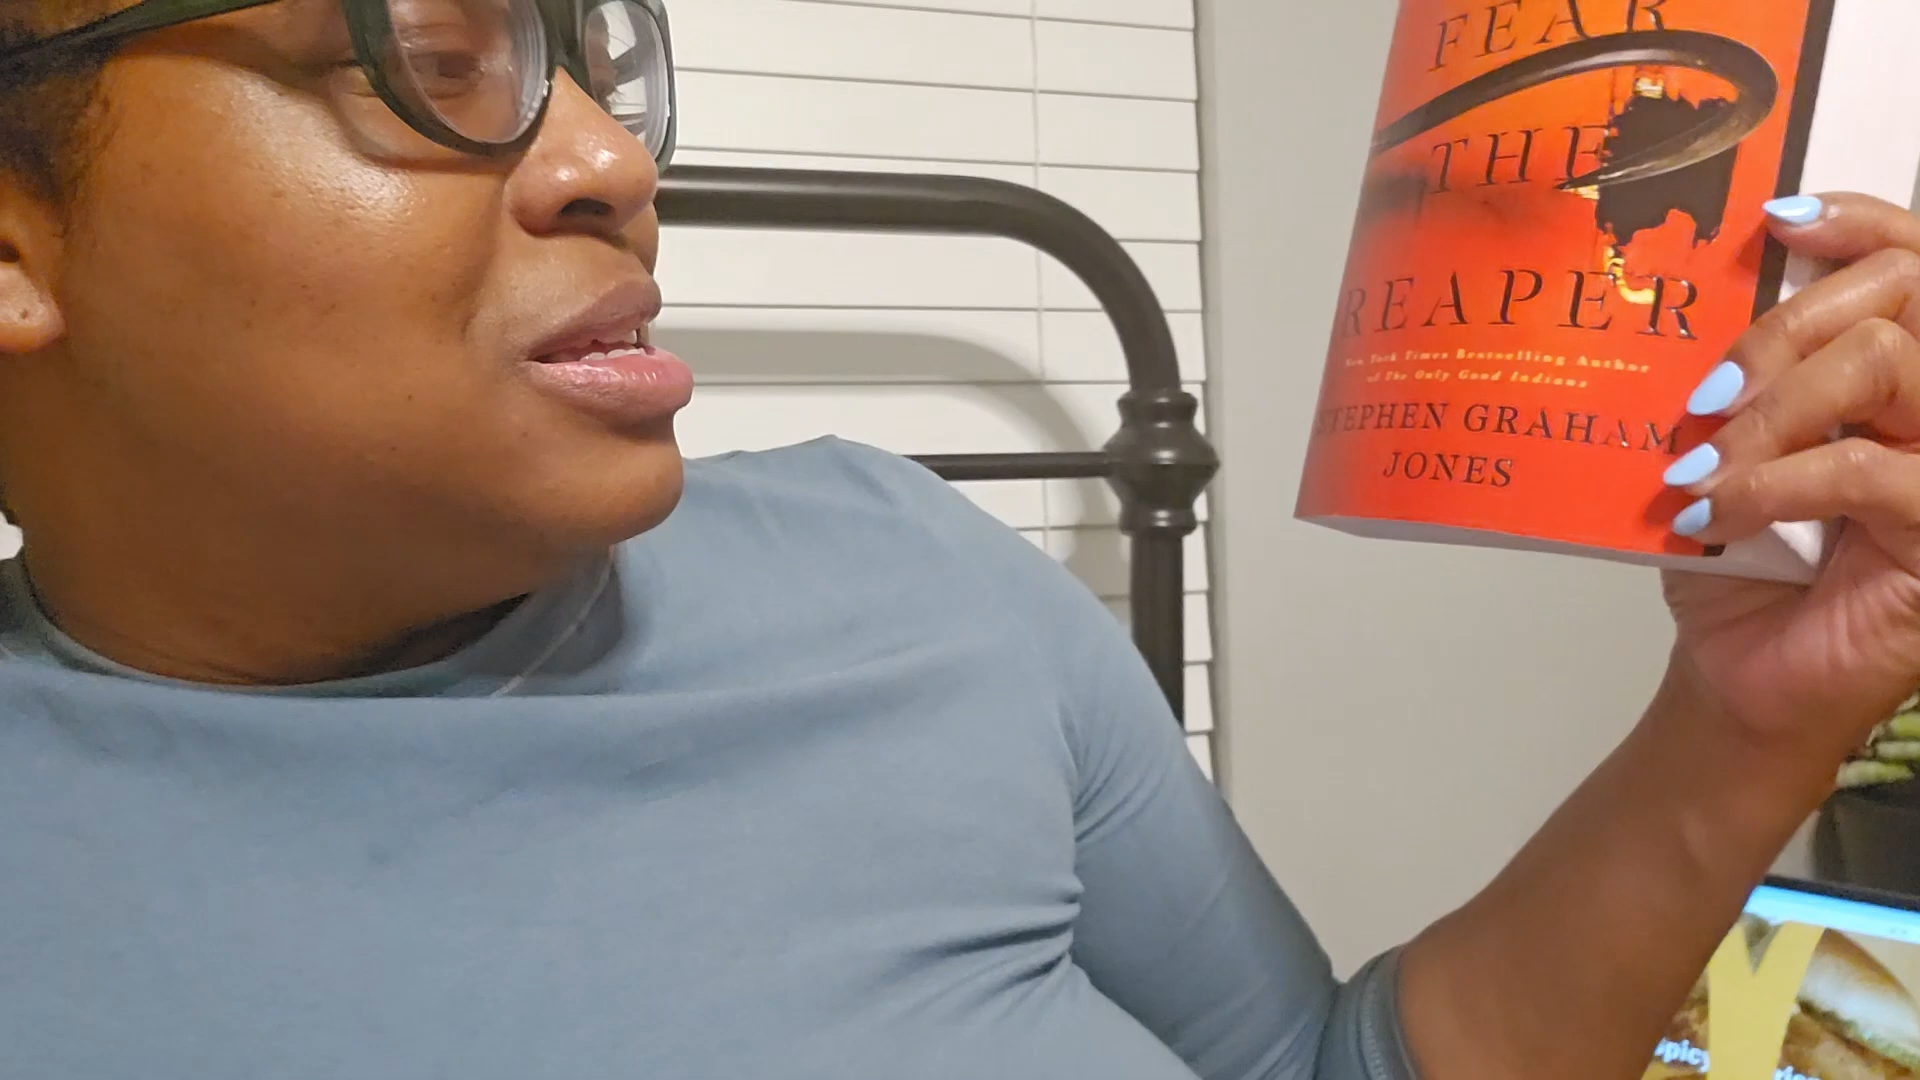 FEAR
THE
REAPER
New York Times Bestselling Author
of The Only Good Indians
STEPHEN GRAHAM
JONES